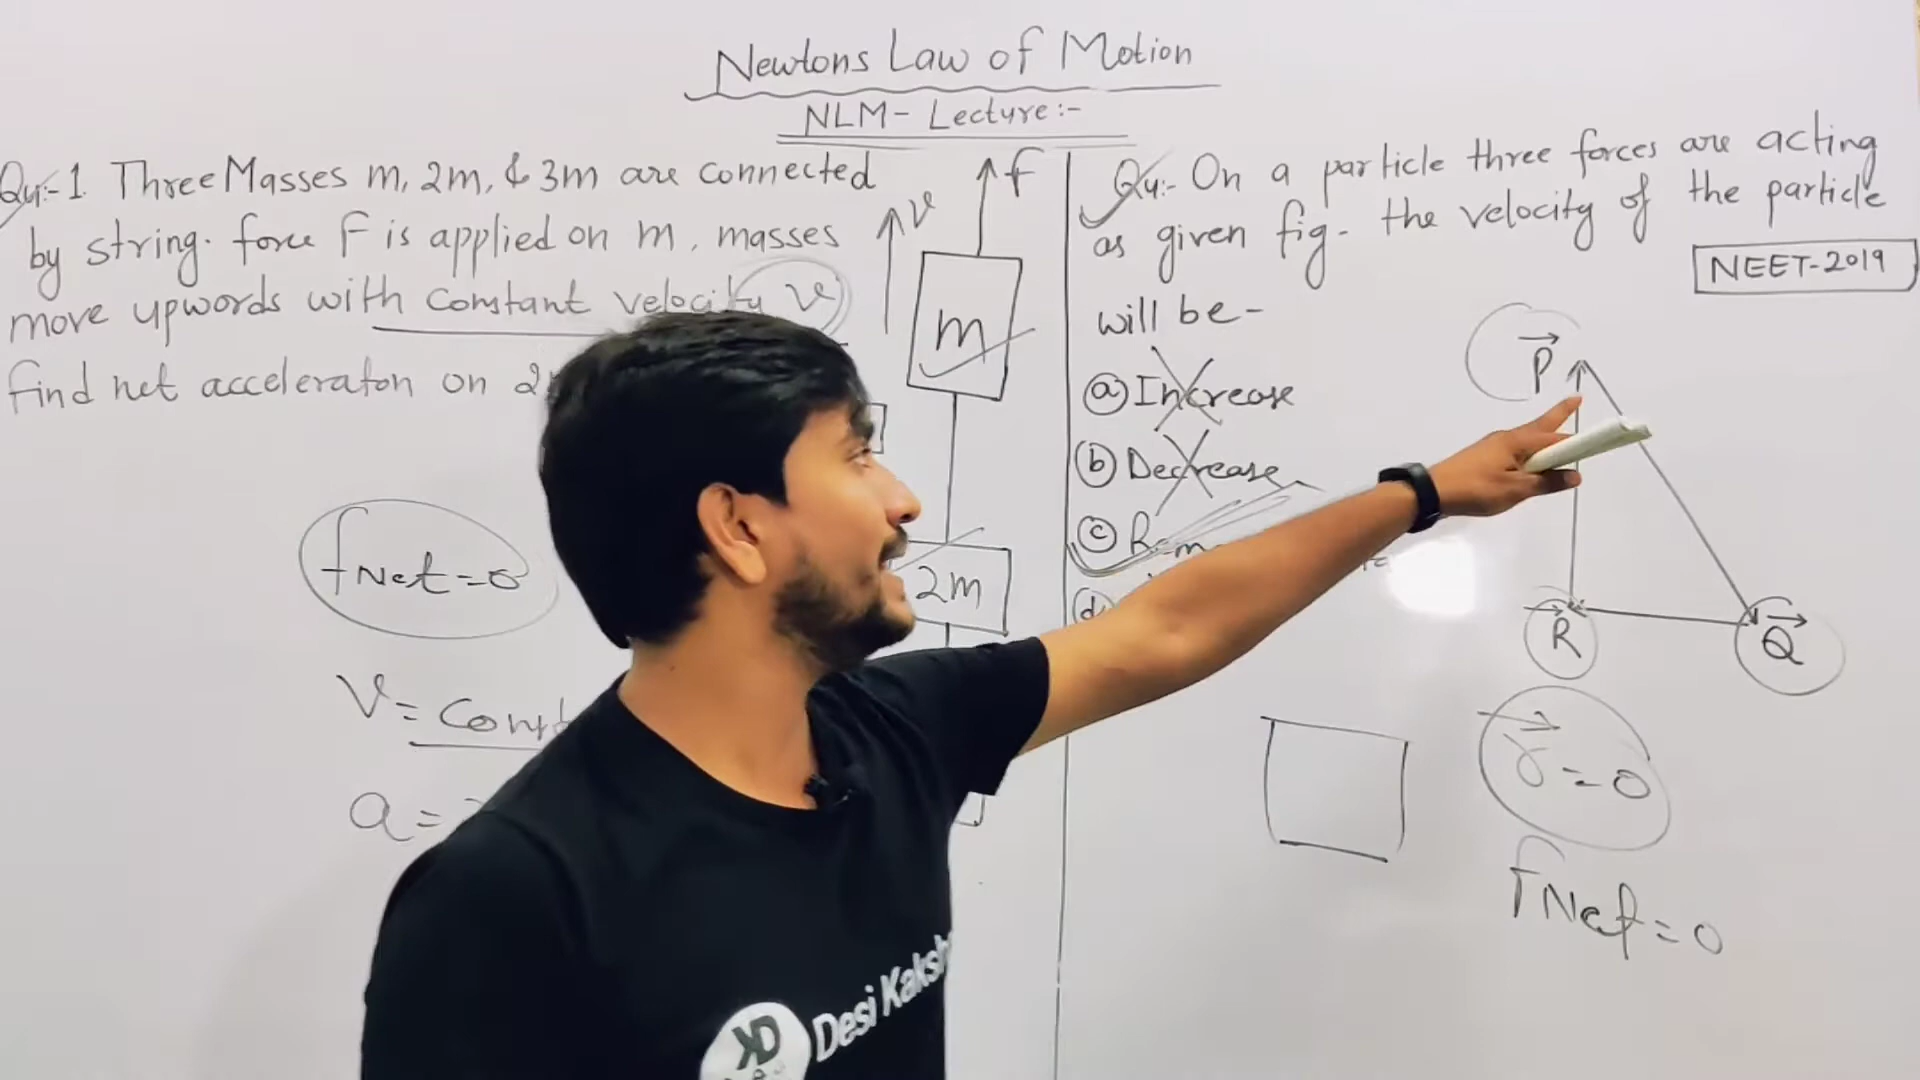 Newtons Law of Motion
NLM- Lecture:-
Qu:-1. Three Masses m, 2m, & 3m are connected
by string. force F is applied on m, masses
move upwords with constant velocity v
find net acceleraton on
fNet=0
V= Const
a=
v
F
m
2m
Qu:- On a particle three forces are acting
as given fig- the velocity of the particle
will be-
NEET-2019
(a) Increase
(b) Decrease
(c)
(d)
P
R
Q
r=0
FNet=0
Desi Kaksh
KD